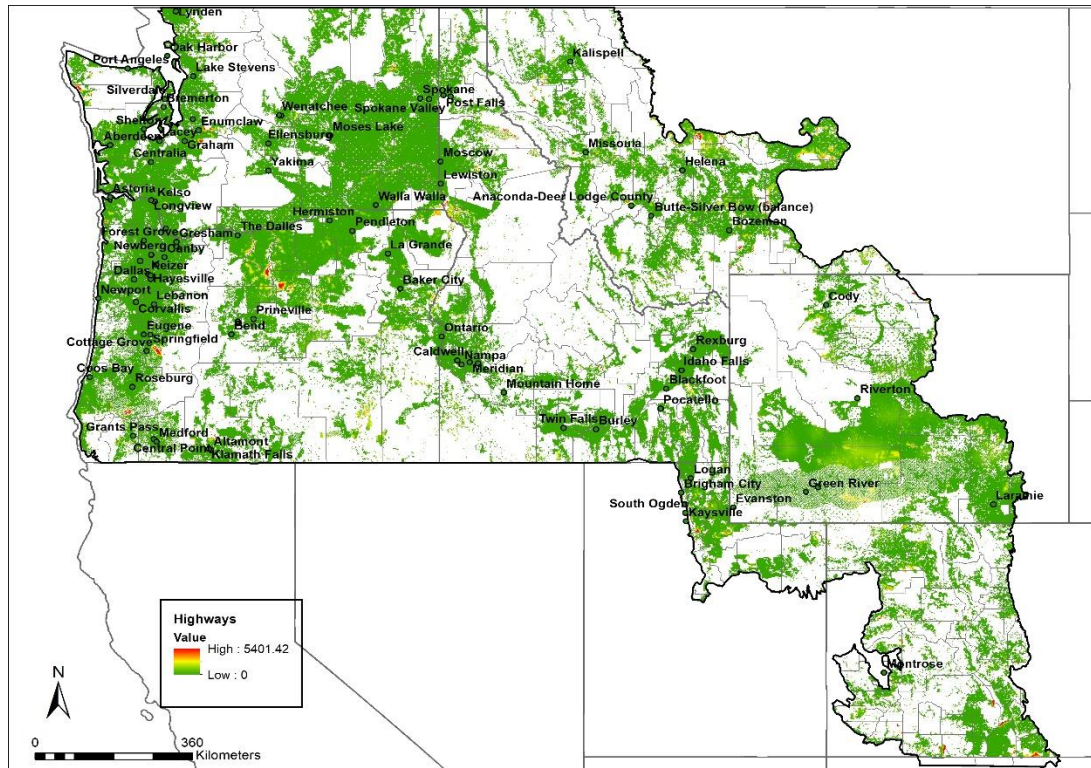 Lynden
Oak Harbor
Port Angeles
Lake Stevens
Kalispell
Silverdale
Bremerton
Wenatchee
Spokane
Spokane Valley
Post Falls
Shelton
Enumclaw
Moses Lake
Aberdeen
Lacey
Ellensburg
Graham
Missoula
Centralia
Moscow
Helena
Yakima
Lewiston
Astoria
Kelso
Walla Walla
Anaconda-Deer Lodge County
Longview
Hermiston
Butte-Silver Bow (balance)
Pendleton
Bozeman
Forest Grove
Gresham
The Dalles
Newberg
Canby
La Grande
Keizer
Dallas
Hayesville
Baker City
Newport
Lebanon
Cody
Corvallis
Prineville
Eugene
Bend
Ontario
Springfield
Cottage Grove
Rexburg
Caldwell
Nampa
Idaho Falls
Meridian
Coos Bay
Roseburg
Mountain Home
Blackfoot
Riverton
Pocatello
Twin Falls
Burley
Grants Pass
Medford
Altamont
Central Point
Klamath Falls
Logan
Brigham City
Green River
South Ogden
Evanston
Laramie
Kaysville
Highways
Value
High : 5401.42
Low : 0
Montrose
N
0
360
Kilometers